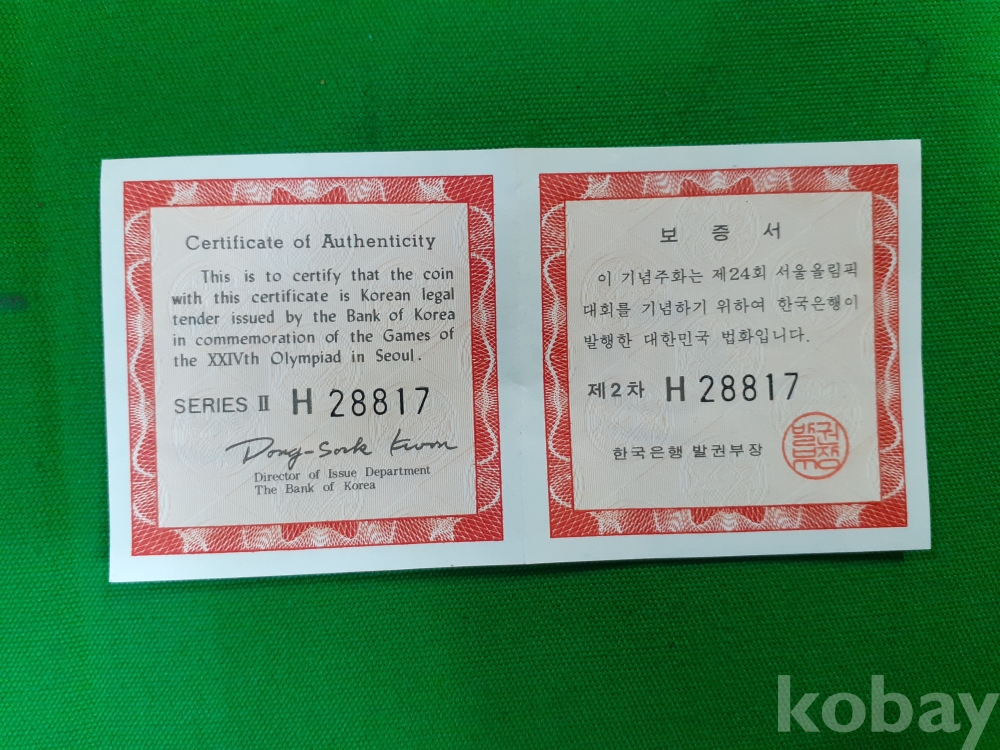 Certificate of Authenticity
This is to certify that the coin
with this certificate is Korean legal
tender issued by the Bank of Korea
in commemoration of the Games of
the XXIVth Olympiad in Seoul.
SERIES Ⅱ H 28817
Dong-Sook Kwon
Director of Issue Department
The Bank of Korea
보 증 서
이 기념주화는 제24회 서울올림픽
대회를 기념하기 위하여 한국은행이
발행한 대한민국 법화입니다.
제2차 H 28817
한국은행 발권부장
kobay